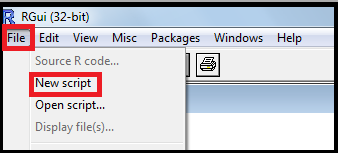 RGui (32-bit)
File Edit View Misc Packages Windows Help
Source R code...
New script
Open script...
Display file(s)...